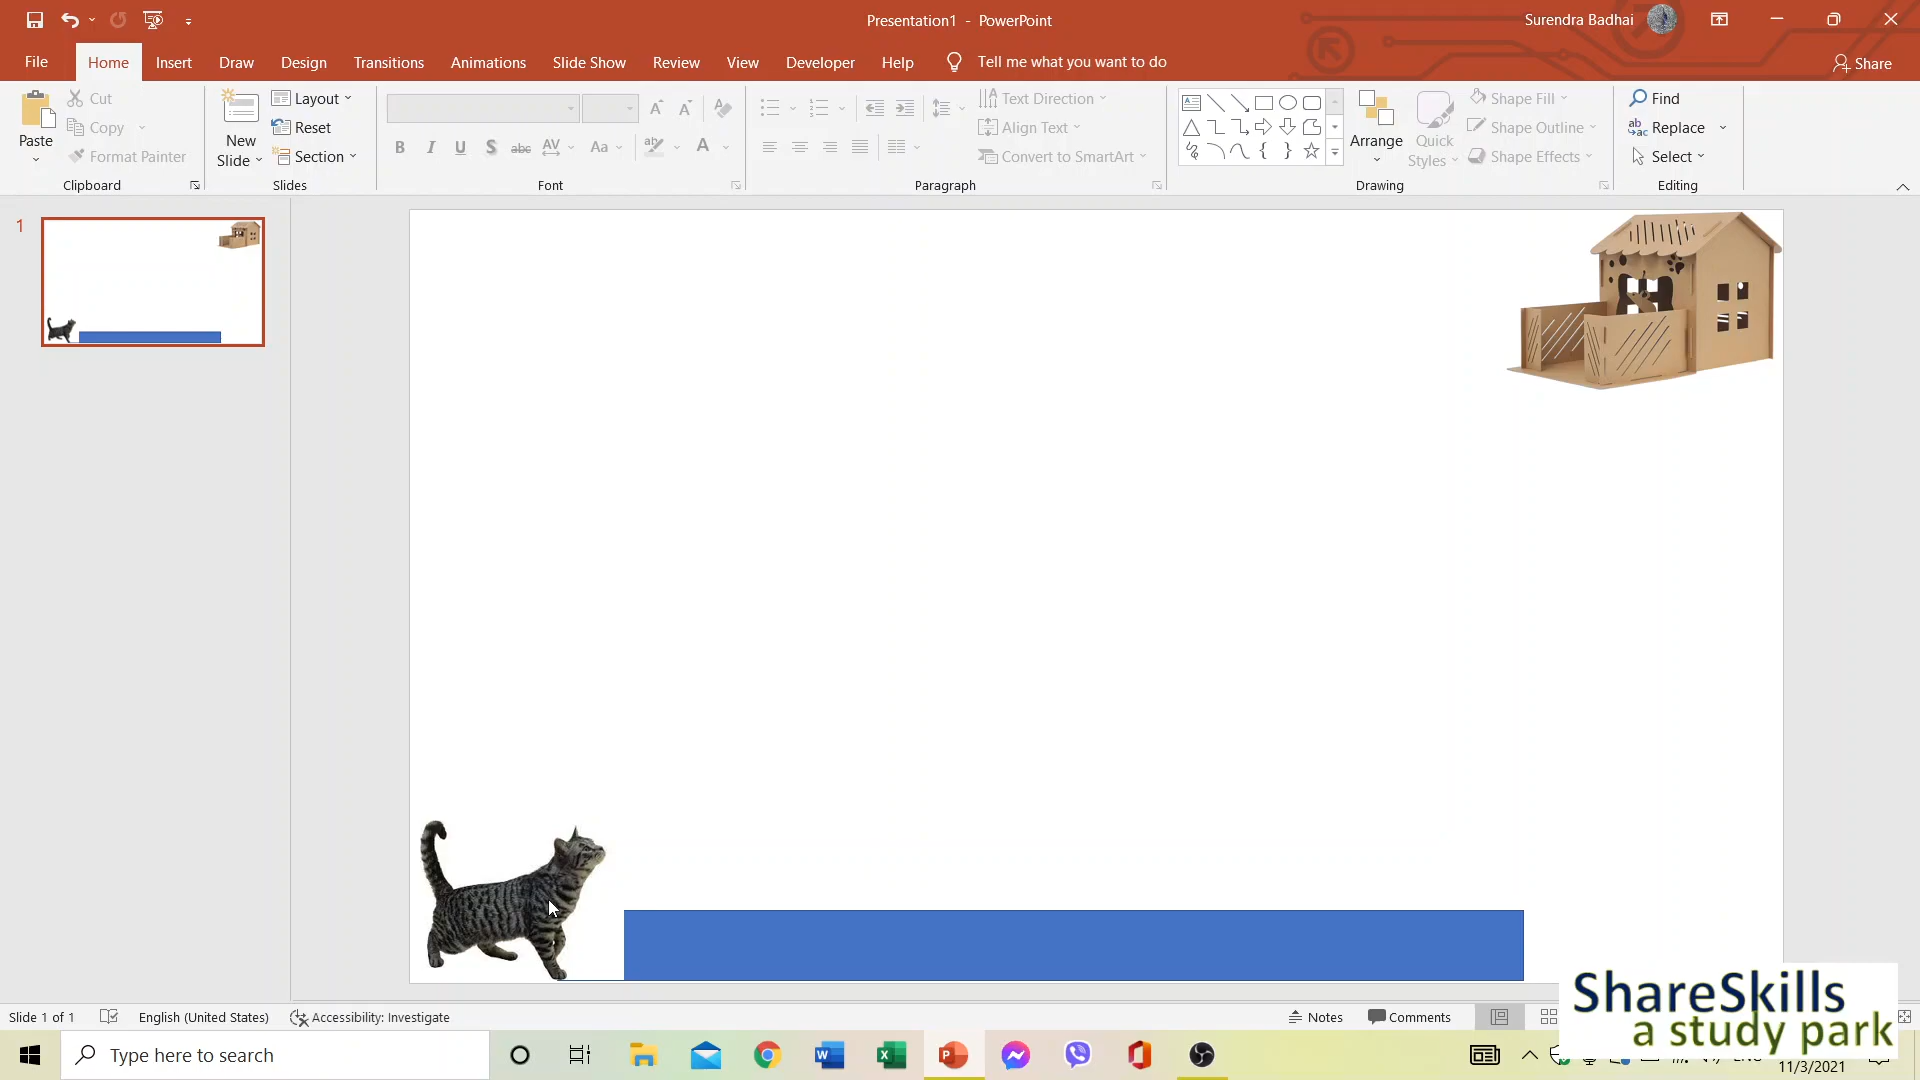 Presentation1 - PowerPoint
Surendra Badhai
File Home Insert Draw Design Transitions Animations Slide Show Review View Developer Help Tell me what you want to do Share
Cut
Copy
Format Painter
Paste
Clipboard
New
Slide
Layout
Reset
Section
Slides
B I U S abc AV Aa A
Font
Text Direction
Align Text
Convert to SmartArt
Paragraph
Arrange
Quick
Styles
Shape Fill
Shape Outline
Shape Effects
Drawing
Find
Replace
Select
Editing
1
Slide 1 of 1 English (United States) Accessibility: Investigate Notes Comments
ShareSkills
a study park
Type here to search
11/3/2021